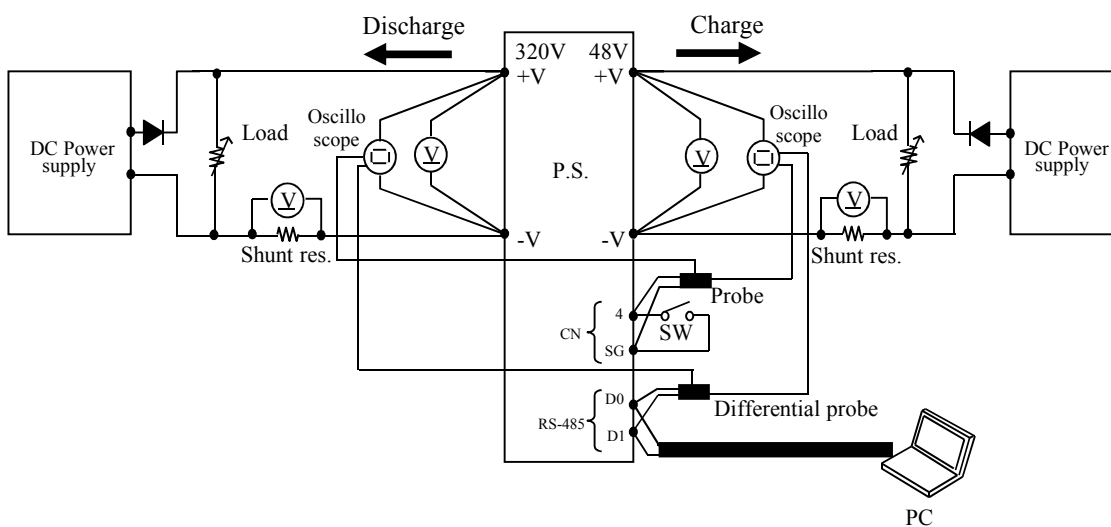 Discharge
Charge
320V
48V
+V
+V
Oscillo
scope
Oscillo
scope
Load
Load
DC Power
supply
DC Power
supply
V
V
P.S.
V
V
-V
-V
Shunt res.
Shunt res.
Probe
4
SW
CN
SG
D0
Differential probe
RS-485
D1
PC